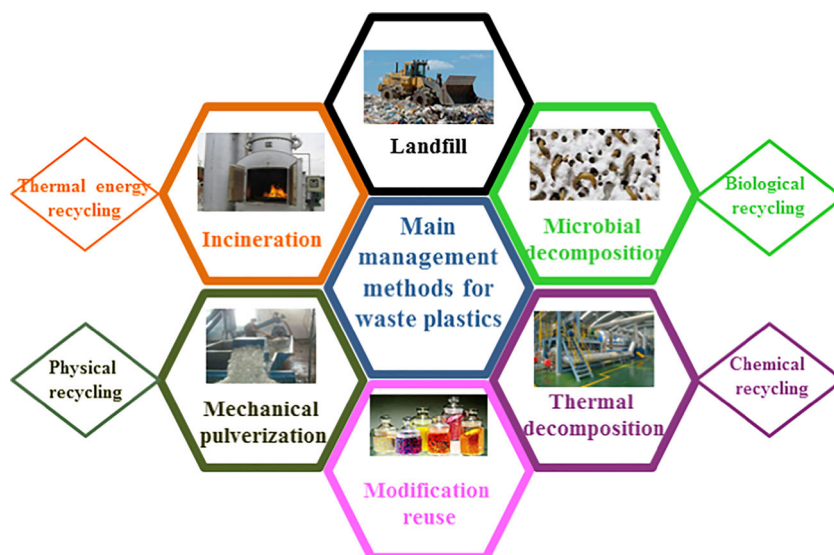 Landfill
Thermal energy
recycling
Incineration
Main
management
methods for
waste plastics
Microbial
decomposition
Biological
recycling
Physical
recycling
Mechanical
pulverization
Thermal
decomposition
Chemical
recycling
Modification
reuse